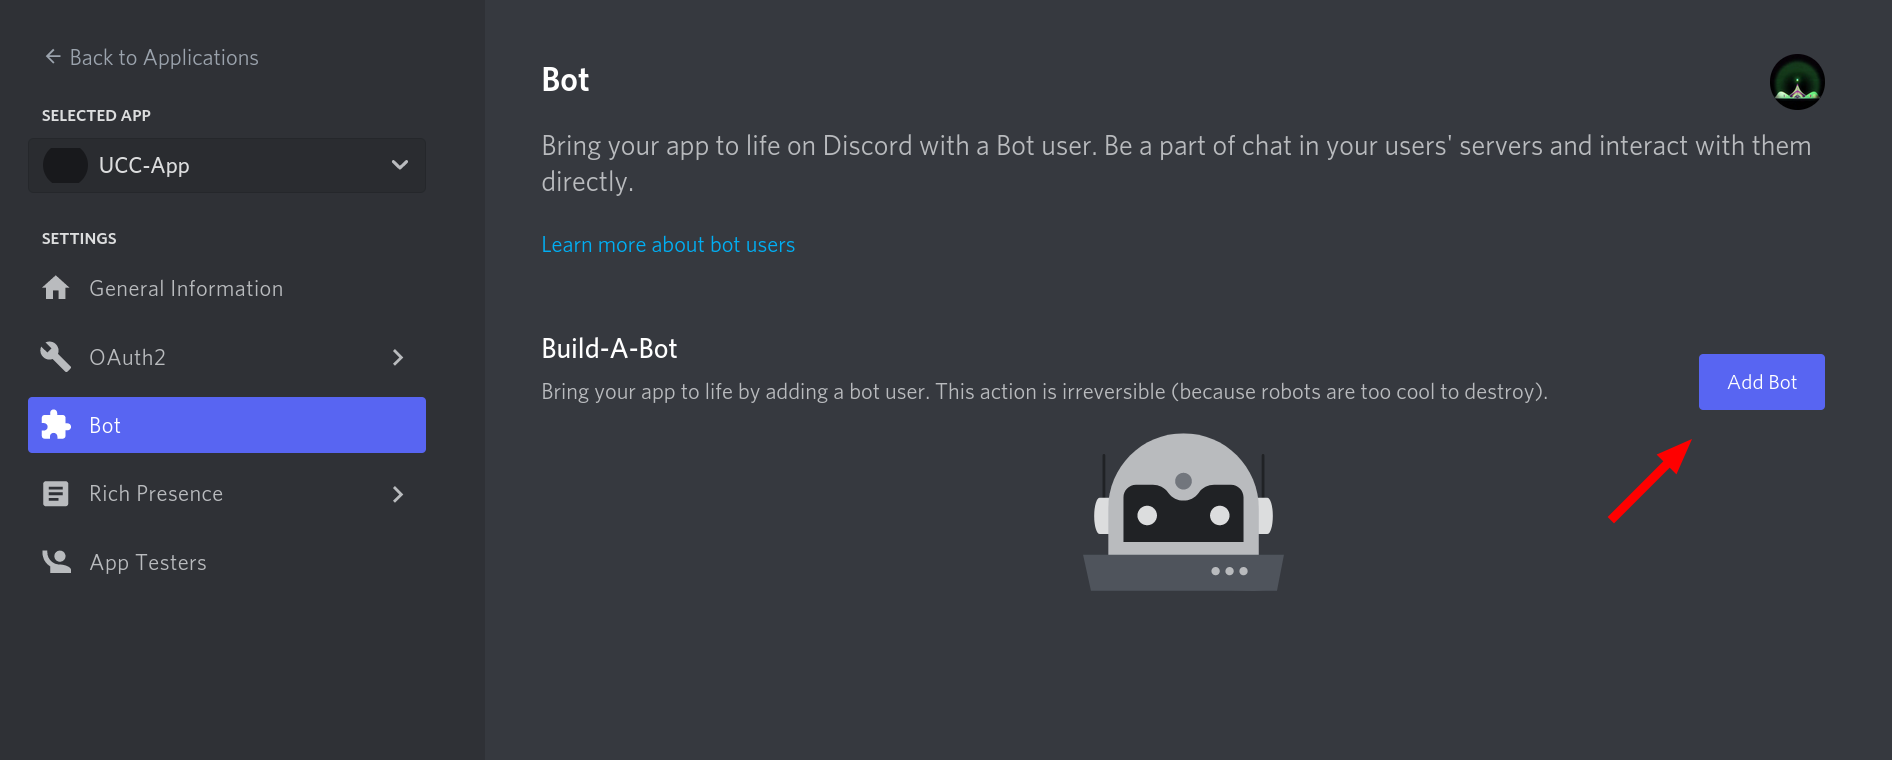 Back to Applications
SELECTED APP
UCC-App
SETTINGS
General Information
OAuth2
Bot
Rich Presence
App Testers
Bot
Bring your app to life on Discord with a Bot user. Be a part of chat in your users' servers and interact with them
directly.
Learn more about bot users
Build-A-Bot
Bring your app to life by adding a bot user. This action is irreversible (because robots are too cool to destroy).
Add Bot